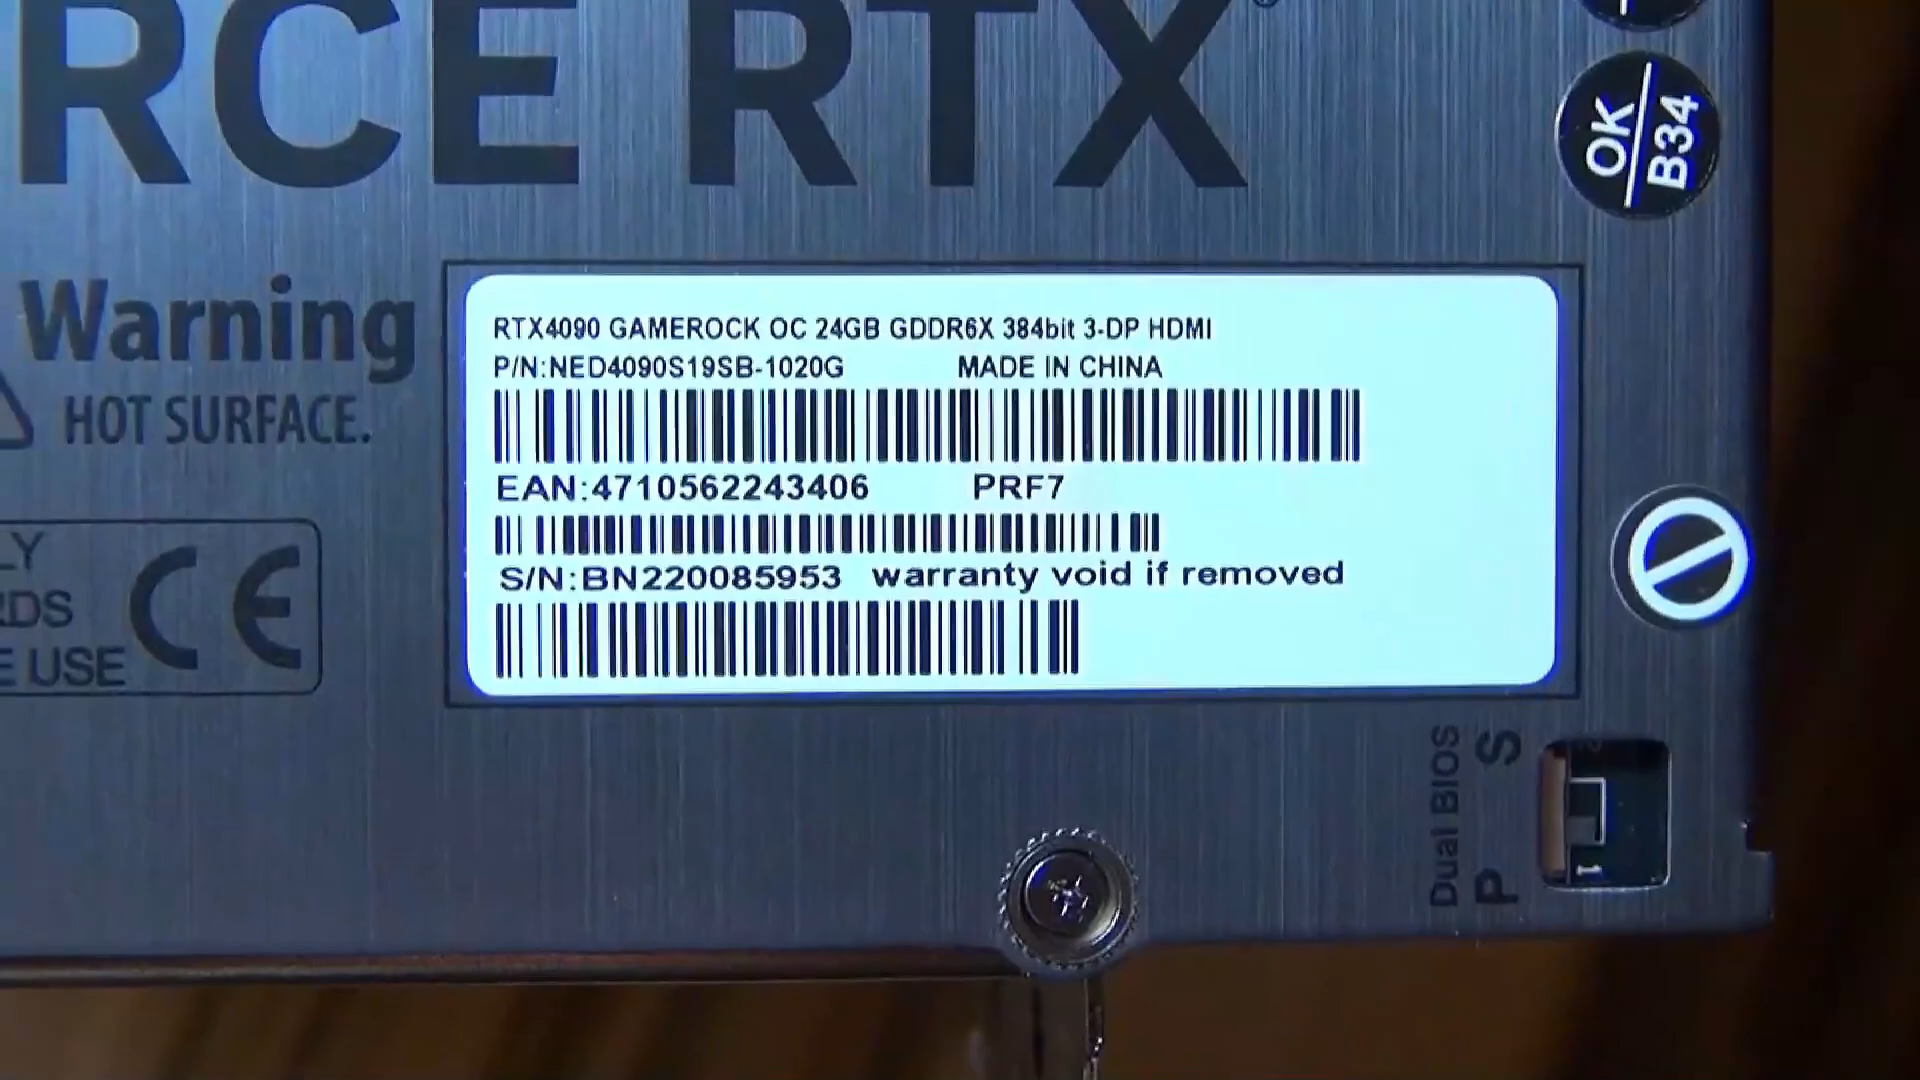 RCE RTX
OK
B34
Warning
HOT SURFACE.
RTX4090 GAMEROCK OC 24GB GDDR6X 384bit 3-DP HDMI
P/N:NED4090S19SB-1020G MADE IN CHINA
EAN:4710562243406 PRF7
S/N:BN220085953 warranty void if removed
LY
RDS
E USE
CE
Dual BIOS
P S
1